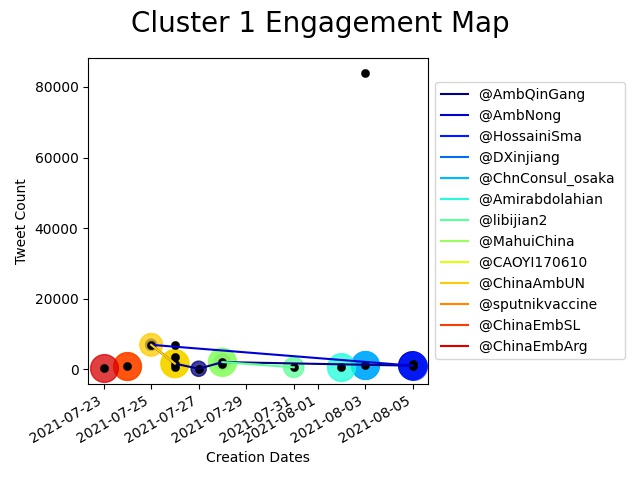 Cluster 1 Engagement Map
Tweet Count
80000
60000
40000
20000
0
2021-07-23
2021-07-25
2021-07-27
2021-07-29
2021-07-31
2021-08-01
2021-08-03
2021-08-05
Creation Dates
@AmbQinGang
@AmbNong
@HossainiSma
@DXinjiang
@ChnConsul_osaka
@Amirabdolahian
@libijian2
@MahuiChina
@CAOYI170610
@ChinaAmbUN
@sputnikvaccine
@ChinaEmbSL
@ChinaEmbArg